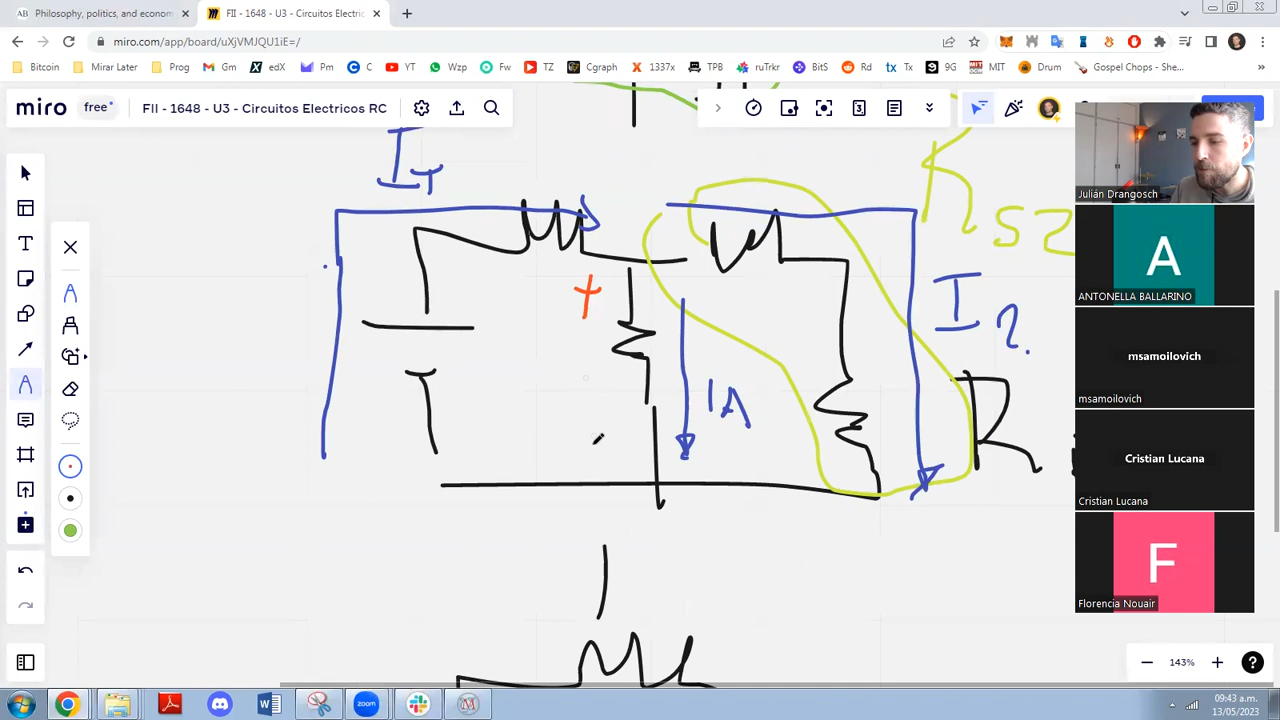 Philosophy, politics, and econom
FII - 1648 - U3 - Circuitos Electric
miro.com/app/board/uXjVMJQU1iE=/
Bitcoin
Mirar Later
Prog
Gm
edX
Pm
C
YT
Wzp
Fw
TZ
Cgraph
1337x
TPB
ruTrkr
BitS
Rd
Tx
9G
MIT
Drum
Gospel Chops - She...
miro
free
FII - 1648 - U3 - Circuitos Electricos RC
3
IT
R
+
1A
I 2
R
Julián Drangosch
A
ANTONELLA BALLARINO
msamoilovich
msamoilovich
Cristian Lucana
Cristian Lucana
F
Florencia Nouair
143%
09:43 a.m.
13/05/2023